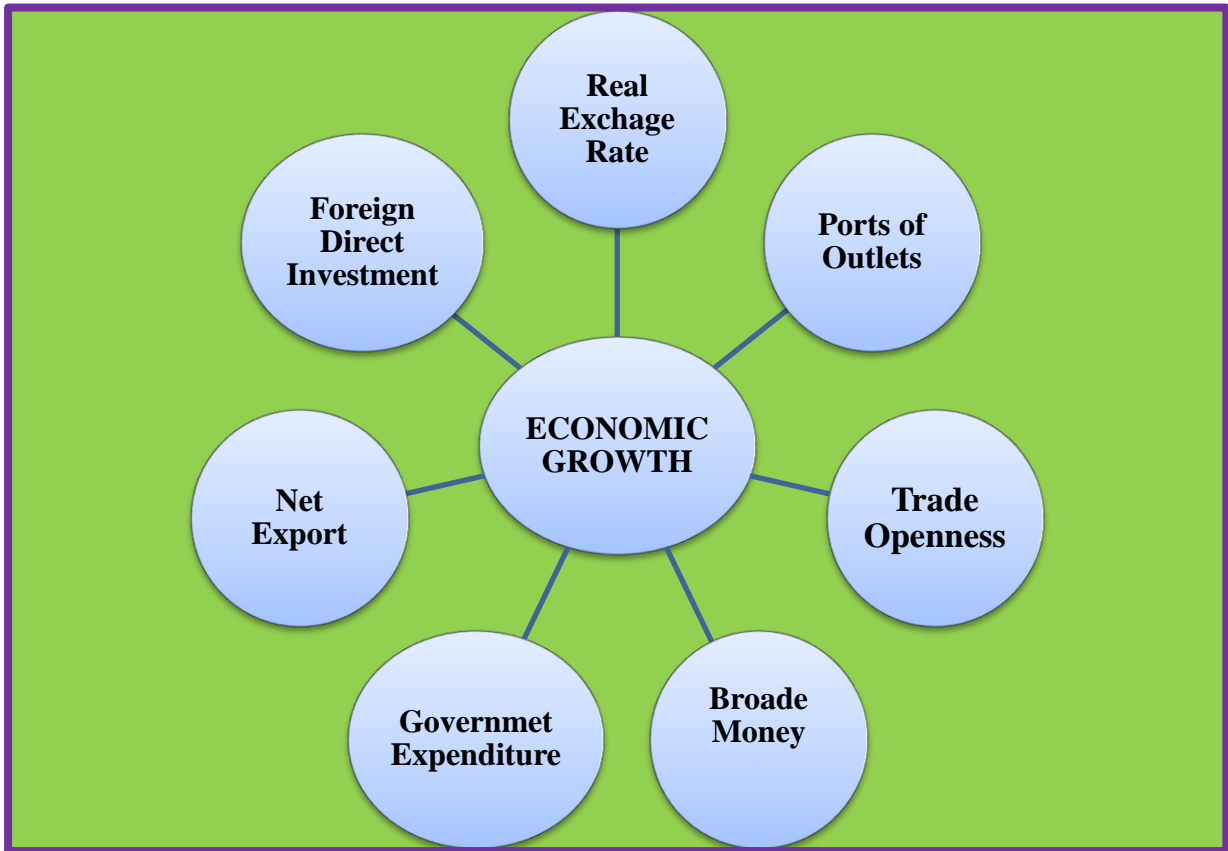 Real
Exchage
Rate
Foreign
Direct
Investment
Ports of
Outlets
ECONOMIC
GROWTH
Net
Export
Trade
Openness
Governmet
Expenditure
Broade
Money